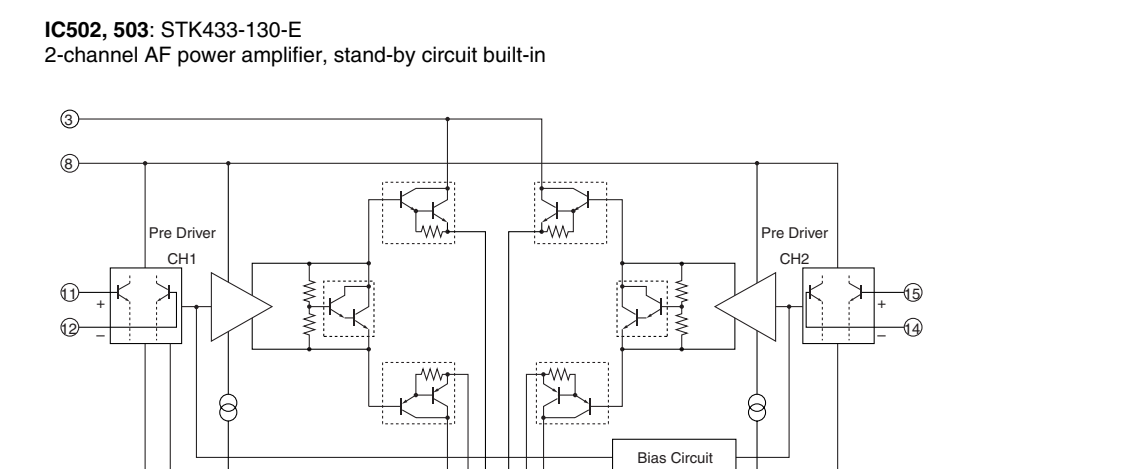 IC502, 503: STK433-130-E
2-channel AF power amplifier, stand-by circuit built-in
3
8
Pre Driver
CH1
Pre Driver
CH2
11
+
12
–
15
+
14
–
Bias Circuit